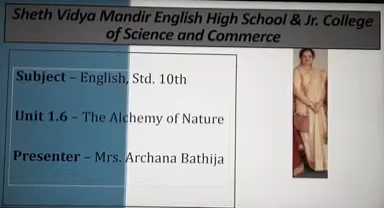 Sheth Vidya Mandir English High School & Jr. College
of Science and Commerce
Subject – English, Std. 10th
Unit 1.6 – The Alchemy of Nature
Presenter – Mrs. Archana Bathija